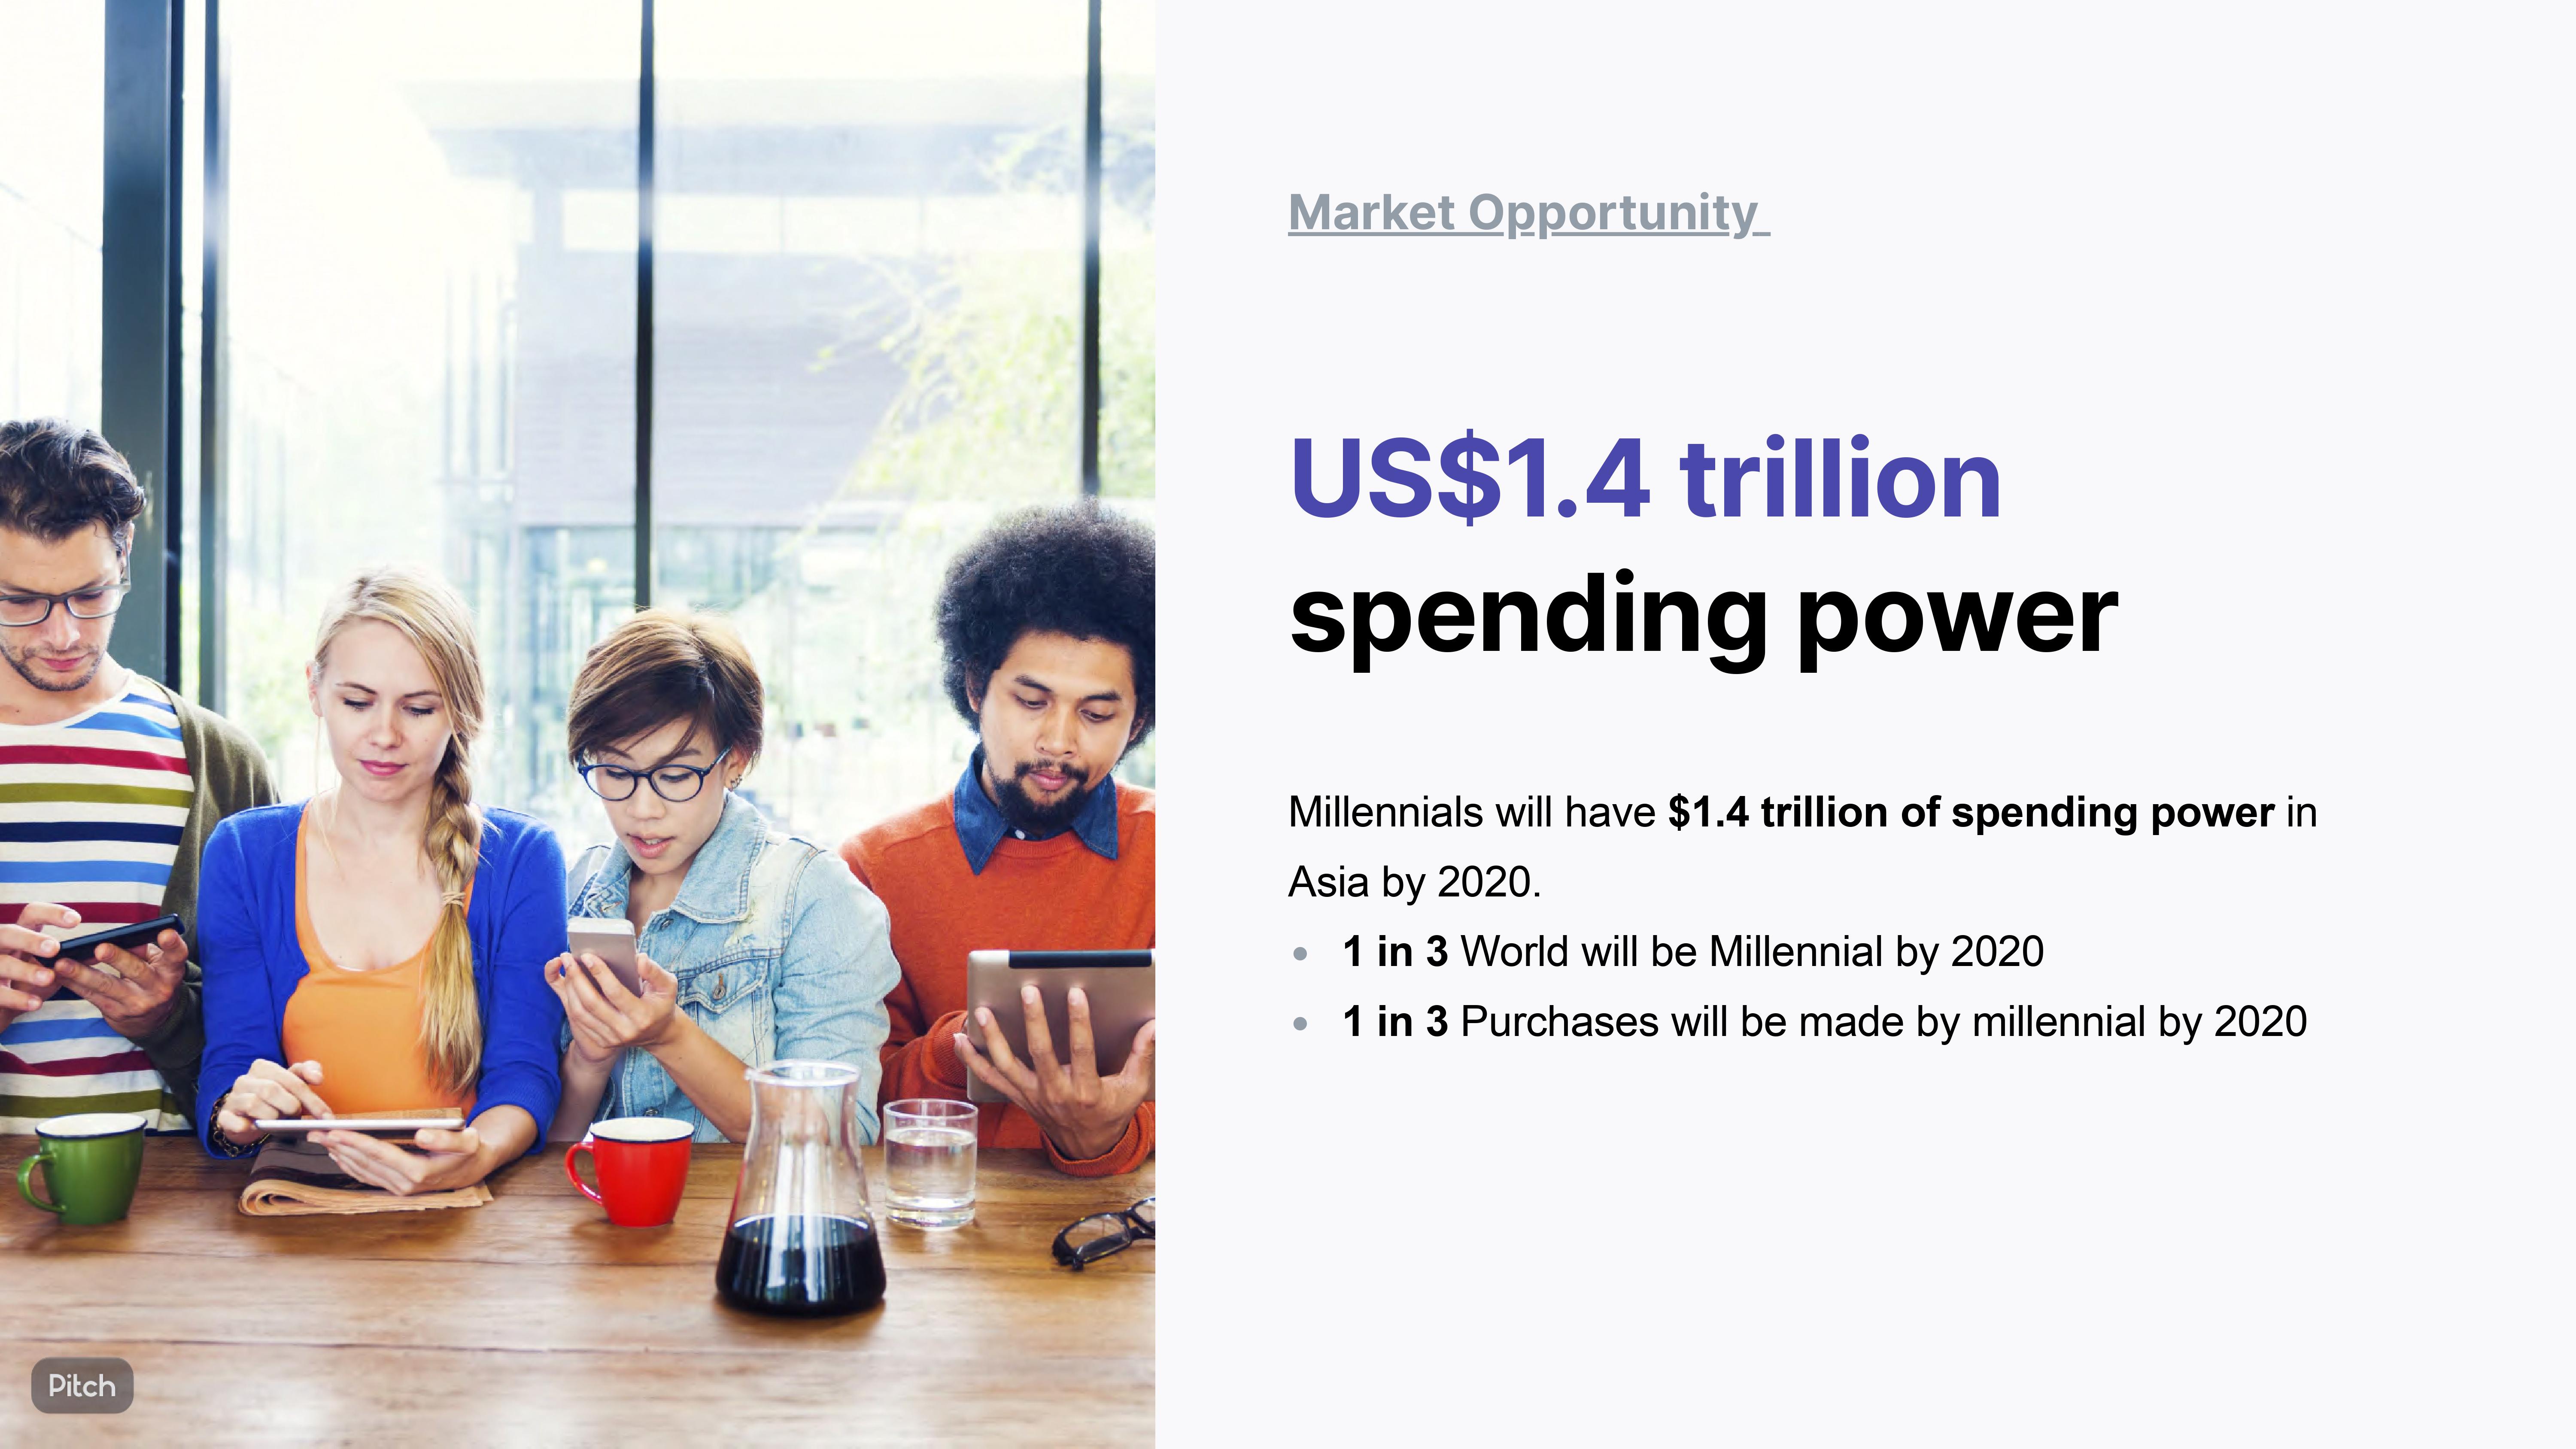 Market Opportunity
US$1.4 trillion
spending power
Millennials will have $1.4 trillion of spending power in
Asia by 2020.
• 1 in 3 World will be Millennial by 2020
• 1 in 3 Purchases will be made by millennial by 2020
Pitch